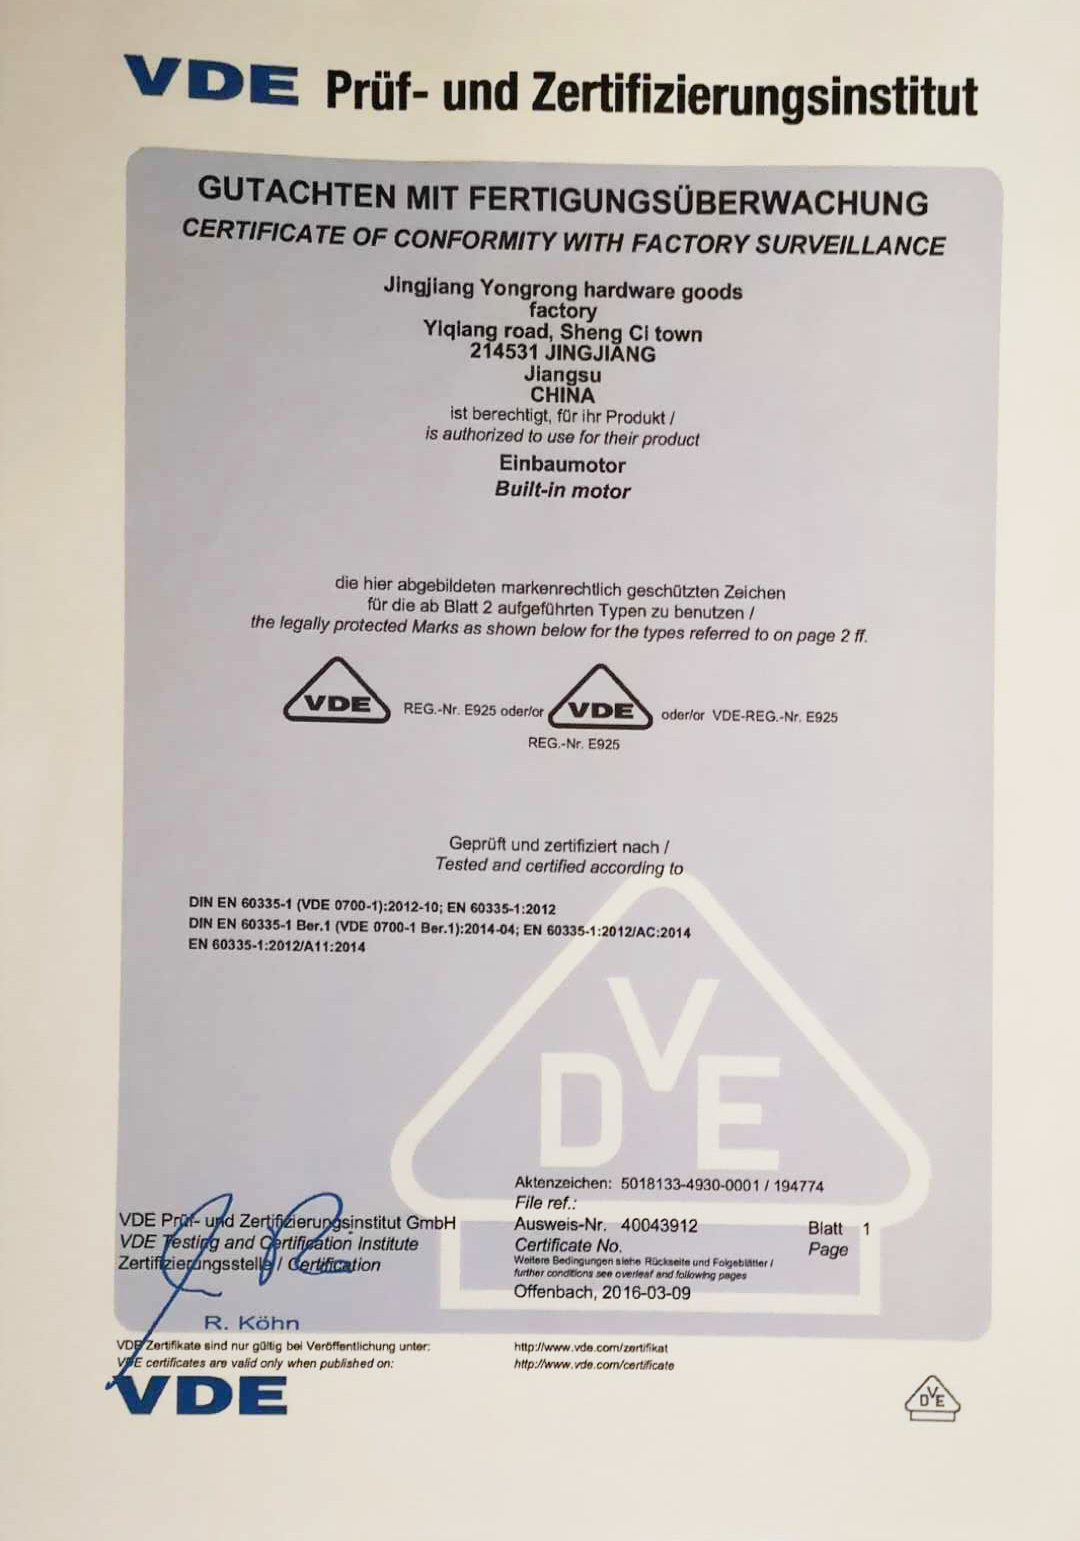 VDE Prüf- und Zertifizierungsinstitut
GUTACHTEN MIT FERTIGUNGSÜBERWACHUNG
CERTIFICATE OF CONFORMITY WITH FACTORY SURVEILLANCE
Jingjiang Yongrong hardware goods
factory
Yiqiang road, Sheng Ci town
214531 JINGJIANG
Jiangsu
CHINA
ist berechtigt, für ihr Produkt /
is authorized to use for their product
Einbaumotor
Built-in motor
die hier abgebildeten markenrechtlich geschützten Zeichen
für die ab Blatt 2 aufgeführten Typen zu benutzen /
the legally protected Marks as shown below for the types referred to on page 2 ff.
VDE REG.-Nr. E925 oder/or VDE oder/or VDE-REG.-Nr. E925
REG.-Nr. E925
Geprüft und zertifiziert nach /
Tested and certified according to
DIN EN 60335-1 (VDE 0700-1):2012-10; EN 60335-1:2012
DIN EN 60335-1 Ber.1 (VDE 0700-1 Ber.1):2014-04; EN 60335-1:2012/AC:2014
EN 60335-1:2012/A11:2014
DVE
Aktenzeichen: 5018133-4930-0001 / 194774
File ref.:
VDE Prüf- und Zertifizierungsinstitut GmbH
VDE Testing and Certification Institute
Zertifizierungsstelle / Certification
Ausweis-Nr. 40043912 Blatt 1
Certificate No. Page
Weitere Bedingungen siehe Rückseite und Folgeblätter /
further conditions see overleaf and following pages
Offenbach, 2016-03-09
R. Köhn
VDE Zertifikate sind nur gültig bei Veröffentlichung unter: http://www.vde.com/zertifikat
VDE certificates are valid only when published on: http://www.vde.com/certificate
VDE
DVE